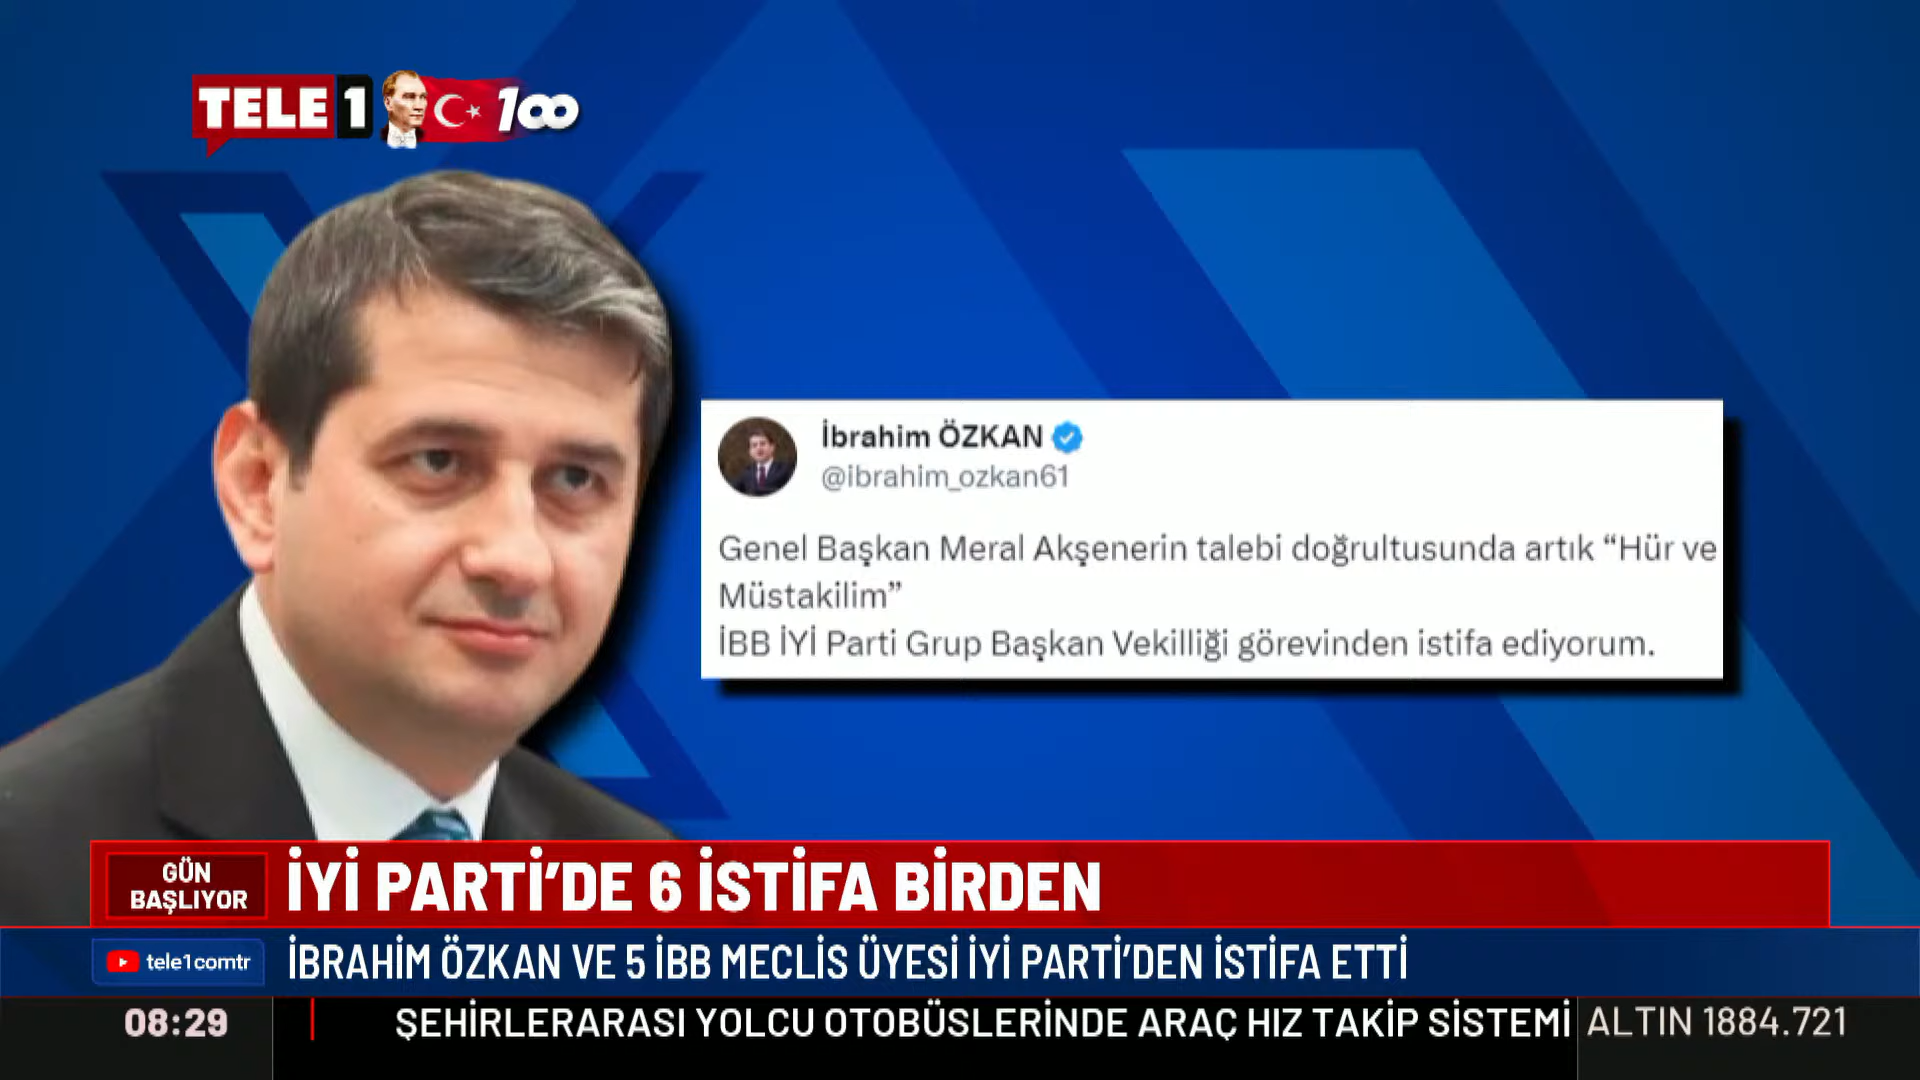 TELE 1 100
İbrahim ÖZKAN
@ibrahim_ozkan61
Genel Başkan Meral Akşenerin talebi doğrultusunda artık “Hür ve
Müstakilim”
İBB İYİ Parti Grup Başkan Vekilliği görevinden istifa ediyorum.
GÜN
BAŞLIYOR
İYİ PARTİ’DE 6 İSTİFA BİRDEN
tele1comtr
İBRAHİM ÖZKAN VE 5 İBB MECLİS ÜYESİ İYİ PARTİ’DEN İSTİFA ETTİ
08:29
ŞEHİRLERARASI YOLCU OTOBÜSLERİNDE ARAÇ HIZ TAKİP SİSTEMİ
ALTIN 1884.721